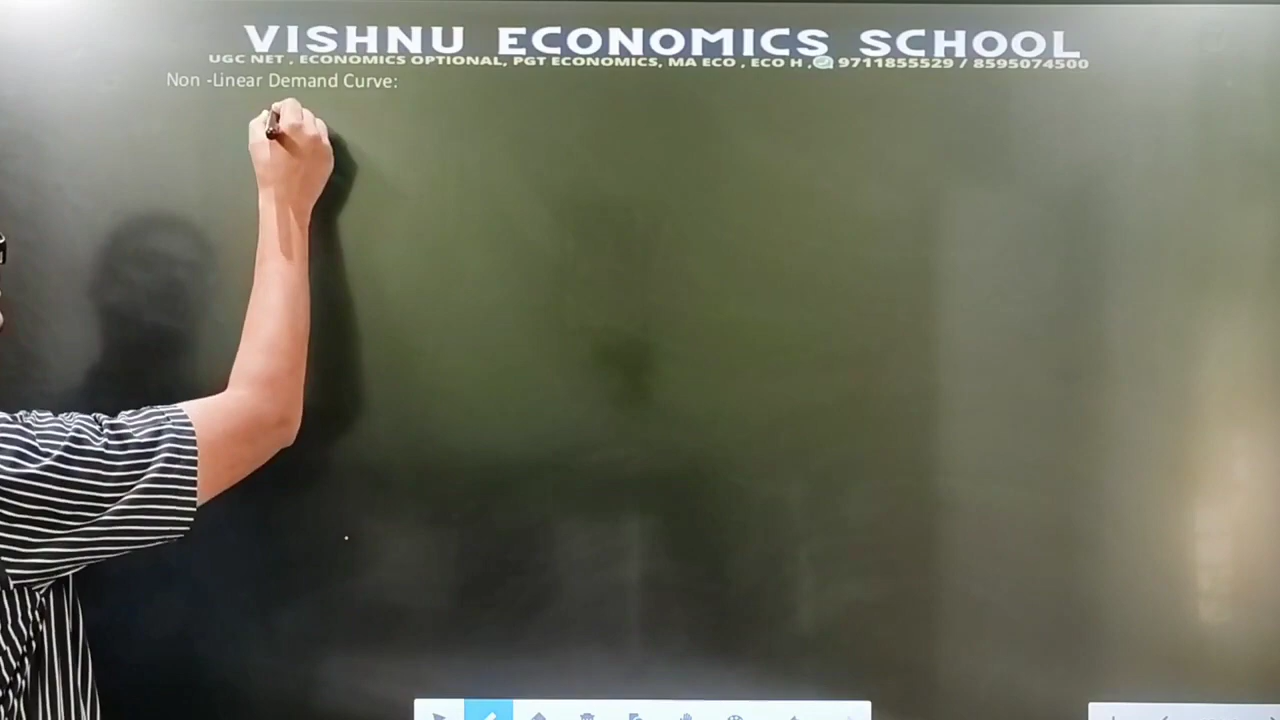 VISHNU ECONOMICS SCHOOL
UGC NET , ECONOMICS OPTIONAL, PGT ECONOMICS, MA ECO , ECO H , 9711855529 / 8595074500
Non -Linear Demand Curve: